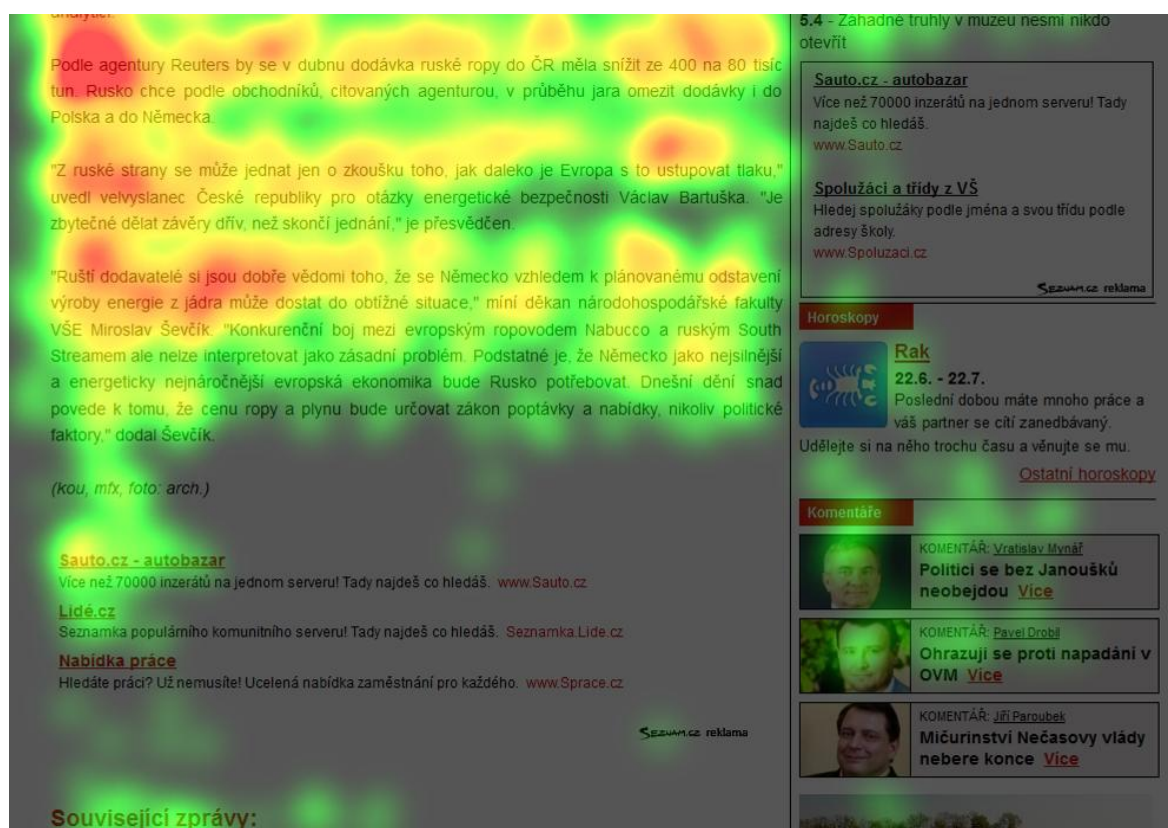 analytici.
Podle agentury Reuters by se v dubnu dodávka ruské ropy do ČR měla snížit ze 400 na 80 tisíc
tun. Rusko chce podle obchodníků, citovaných agenturou, v průběhu jara omezit dodávky i do
Polska a do Německa.
"Z ruské strany se může jednat jen o zkoušku toho, jak daleko je Evropa s to ustupovat tlaku,"
uvedl velvyslanec České republiky pro otázky energetické bezpečnosti Václav Bartuška. "Je
zbytečné dělat závěry dřív, než skončí jednání," je přesvědčen.
"Ruští dodavatelé si jsou dobře vědomi toho, že se Německo vzhledem k plánovanému odstavení
výroby energie z jádra může dostat do obtížné situace," míní děkan národohospodářské fakulty
VŠE Miroslav Ševčík. "Konkurenční boj mezi evropským ropovodem Nabucco a ruským South
Streamem ale nelze interpretovat jako zásadní problém. Podstatné je, že Německo jako nejsilnější
a energeticky nejnáročnější evropská ekonomika bude Rusko potřebovat. Dnešní dění snad
povede k tomu, že cenu ropy a plynu bude určovat zákon poptávky a nabídky, nikoliv politické
faktory," dodal Ševčík.
(kou, mfx, foto: arch.)
Sauto.cz - autobazar
Více než 70000 inzerátů na jednom serveru! Tady najdeš co hledáš. www.Sauto.cz
Lidé.cz
Seznamka populárního komunitního serveru! Tady najdeš co hledáš. Seznamka.Lide.cz
Nabídka práce
Hledáte práci? Už nemusíte! Ucelená nabídka zaměstnání pro každého. www.Sprace.cz
Seznam.cz reklama
Související zprávy:
5.4 - Záhadné truhly v muzeu nesmí nikdo
otevřít
Sauto.cz - autobazar
Více než 70000 inzerátů na jednom serveru! Tady
najdeš co hledáš.
www.Sauto.cz
Spolužáci a třídy z VŠ
Hledej spolužáky podle jména a svou třídu podle
adresy školy.
www.Spoluzaci.cz
Seznam.cz reklama
Horoskopy
Rak
22.6. - 22.7.
Poslední dobou máte mnoho práce a
váš partner se cítí zanedbávaný.
Udělejte si na něho trochu času a věnujte se mu.
Ostatní horoskopy
Komentáře
KOMENTÁŘ: Vratislav Mynář
Politici se bez Janoušků
neobejdou Více
KOMENTÁŘ: Pavel Drobil
Ohrazuji se proti napadání v
OVM Více
KOMENTÁŘ: Jiří Paroubek
Mičurinství Nečasovy vlády
nebere konce Více